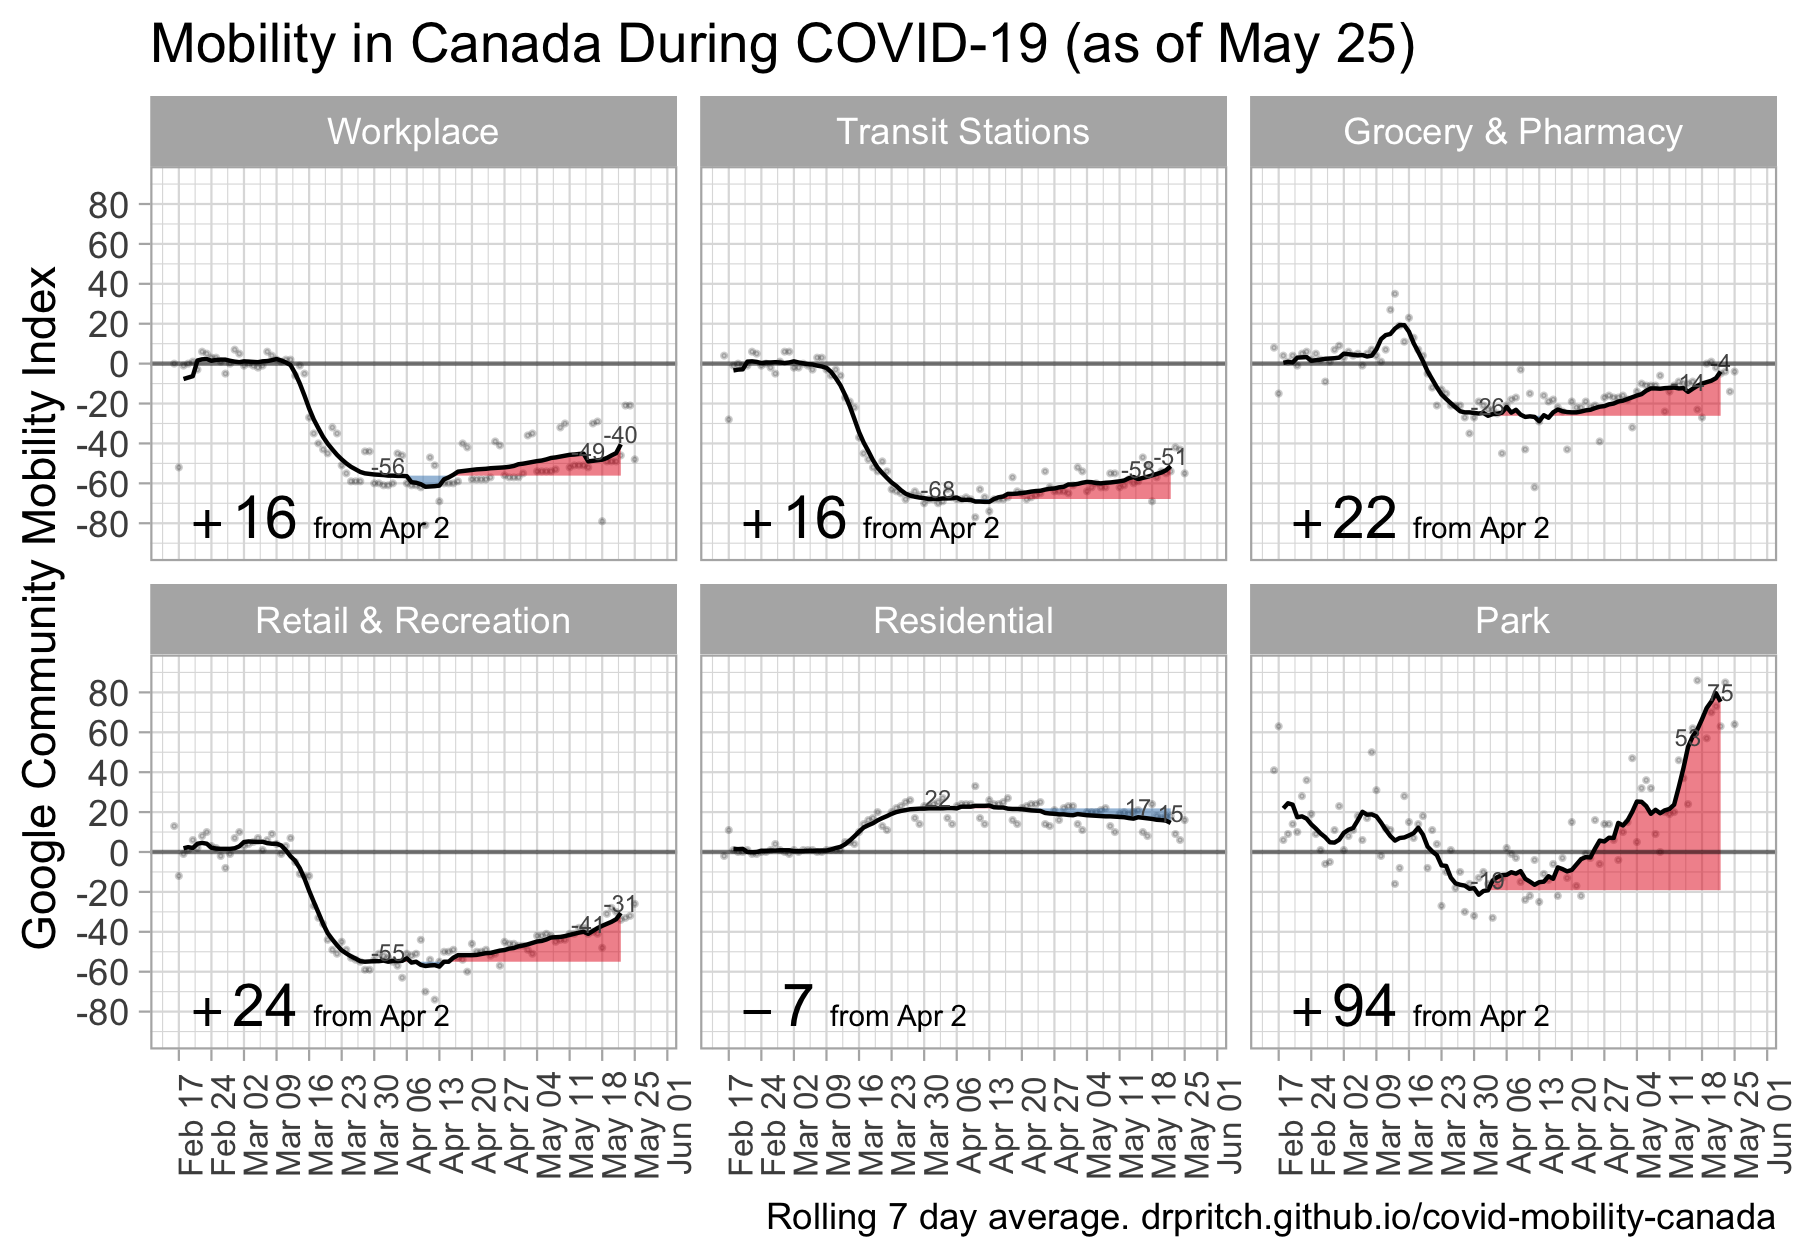 Mobility in Canada During COVID-19 (as of May 25)
Google Community Mobility Index
Workplace
Transit Stations
Grocery & Pharmacy
80
60
40
20
0
-20
-40
-60
-80
-56
-49
-40
+16 from Apr 2
-68
-58
-51
+16 from Apr 2
-26
-14
-4
+22 from Apr 2
Retail & Recreation
Residential
Park
80
60
40
20
0
-20
-40
-60
-80
-55
-41
-31
+24 from Apr 2
22
17
15
−7 from Apr 2
-19
53
75
+94 from Apr 2
Feb 17
Feb 24
Mar 02
Mar 09
Mar 16
Mar 23
Mar 30
Apr 06
Apr 13
Apr 20
Apr 27
May 04
May 11
May 18
May 25
Jun 01
Feb 17
Feb 24
Mar 02
Mar 09
Mar 16
Mar 23
Mar 30
Apr 06
Apr 13
Apr 20
Apr 27
May 04
May 11
May 18
May 25
Jun 01
Feb 17
Feb 24
Mar 02
Mar 09
Mar 16
Mar 23
Mar 30
Apr 06
Apr 13
Apr 20
Apr 27
May 04
May 11
May 18
May 25
Jun 01
Rolling 7 day average. drpritch.github.io/covid-mobility-canada